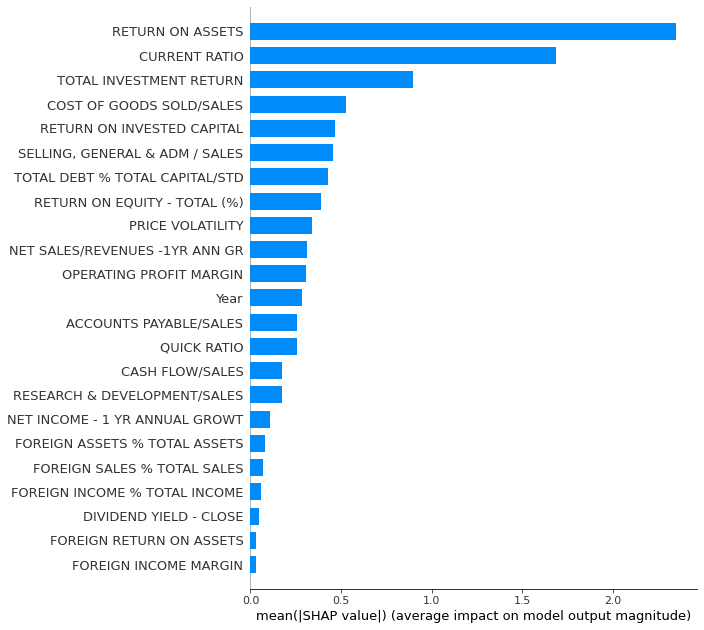 RETURN ON ASSETS
CURRENT RATIO
TOTAL INVESTMENT RETURN
COST OF GOODS SOLD/SALES
RETURN ON INVESTED CAPITAL
SELLING, GENERAL & ADM / SALES
TOTAL DEBT % TOTAL CAPITAL/STD
RETURN ON EQUITY - TOTAL (%)
PRICE VOLATILITY
NET SALES/REVENUES -1YR ANN GR
OPERATING PROFIT MARGIN
Year
ACCOUNTS PAYABLE/SALES
QUICK RATIO
CASH FLOW/SALES
RESEARCH & DEVELOPMENT/SALES
NET INCOME - 1 YR ANNUAL GROWT
FOREIGN ASSETS % TOTAL ASSETS
FOREIGN SALES % TOTAL SALES
FOREIGN INCOME % TOTAL INCOME
DIVIDEND YIELD - CLOSE
FOREIGN RETURN ON ASSETS
FOREIGN INCOME MARGIN
0.0 0.5 1.0 1.5 2.0
mean(|SHAP value|) (average impact on model output magnitude)